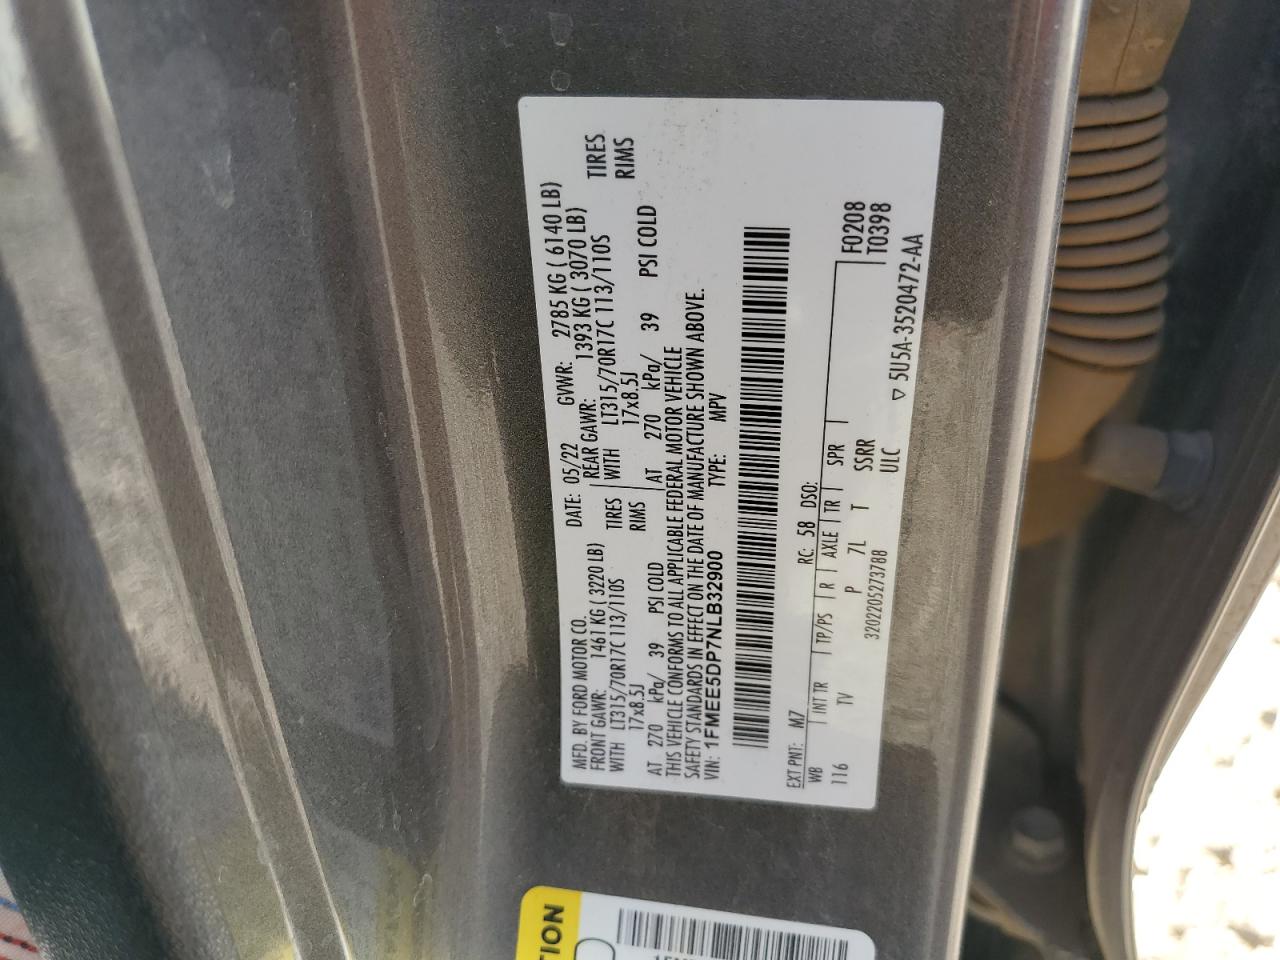 MFD. BY FORD MOTOR CO.
DATE: 05/22 GVWR: 2785 KG ( 6140 LB)
FRONT GAWR: 1461 KG ( 3220 LB) REAR GAWR: 1393 KG ( 3070 LB)
WITH LT315/70R17C 113/110S TIRES WITH LT315/70R17C 113/110S TIRES
17x8.5J RIMS 17x8.5J RIMS
AT 270 kPa/ 39 PSI COLD AT 270 kPa/ 39 PSI COLD
THIS VEHICLE CONFORMS TO ALL APPLICABLE FEDERAL MOTOR VEHICLE
SAFETY STANDARDS IN EFFECT ON THE DATE OF MANUFACTURE SHOWN ABOVE.
VIN: 1FMEE5DP7NLB32900 TYPE: MPV
EXT PNT: M7 RC: 58 DSO: F0208
WB INT TR TP/PS R AXLE TR SPR T0398
116 TV P 7L T SSRR
3202205273788 ULC ▽ 5U5A-3520472-AA
TION